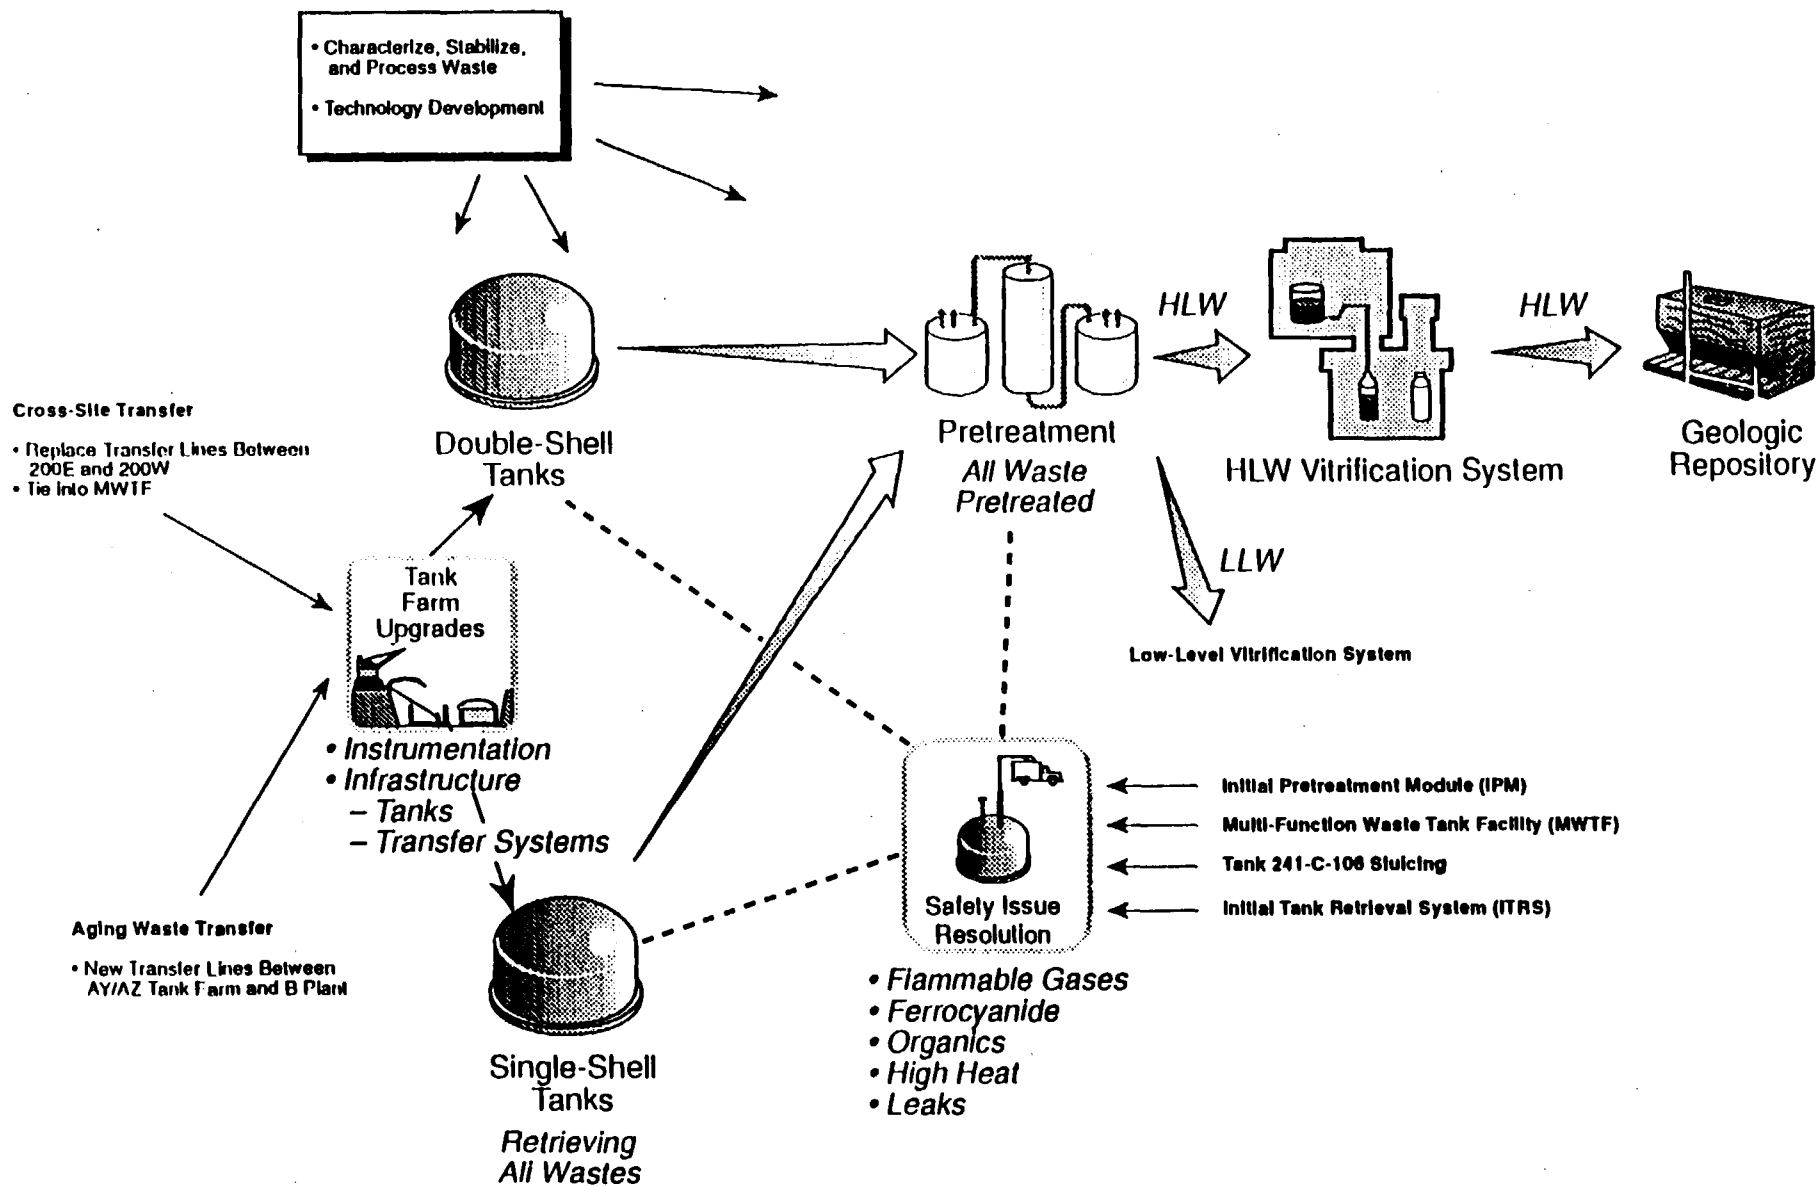 • Characterize, Stabilize,
and Process Waste
• Technology Development
HLW
HLW
Cross-Site Transfer
• Replace Transfer Lines Between
200E and 200W
• Tie Into MWTF
Double-Shell
Tanks
Pretreatment
All Waste
Pretreated
HLW Vitrification System
Geologic
Repository
LLW
Low-Level Vitrification System
Tank
Farm
Upgrades
• Instrumentation
• Infrastructure
– Tanks
– Transfer Systems
Initial Pretreatment Module (IPM)
Multi-Function Waste Tank Facility (MWTF)
Tank 241-C-106 Sluicing
Initial Tank Retrieval System (ITRS)
Safety Issue
Resolution
Aging Waste Transfer
• New Transfer Lines Between
AY/AZ Tank Farm and B Plant
• Flammable Gases
• Ferrocyanide
• Organics
• High Heat
• Leaks
Single-Shell
Tanks
Retrieving
All Wastes